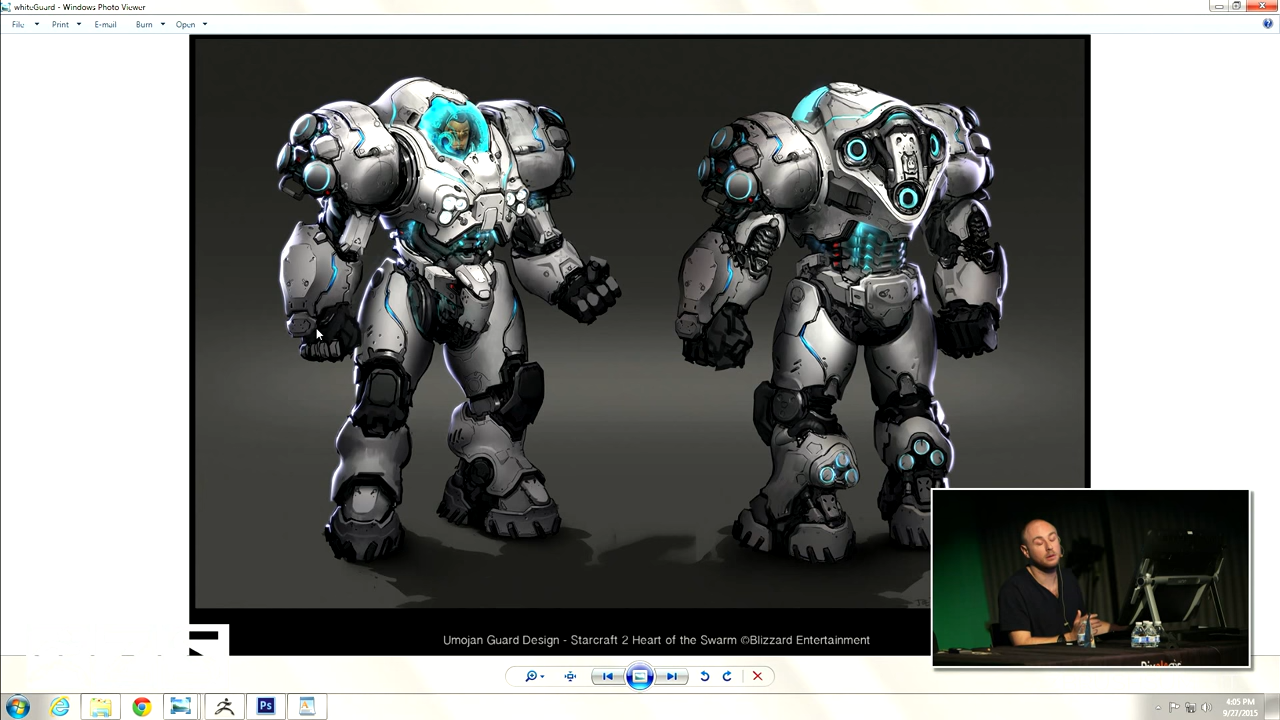 whiteGuard - Windows Photo Viewer
File Print E-mail Burn Open
Umojan Guard Design - Starcraft 2 Heart of the Swarm ©Blizzard Entertainment
Ps
4:05 PM
9/27/2015